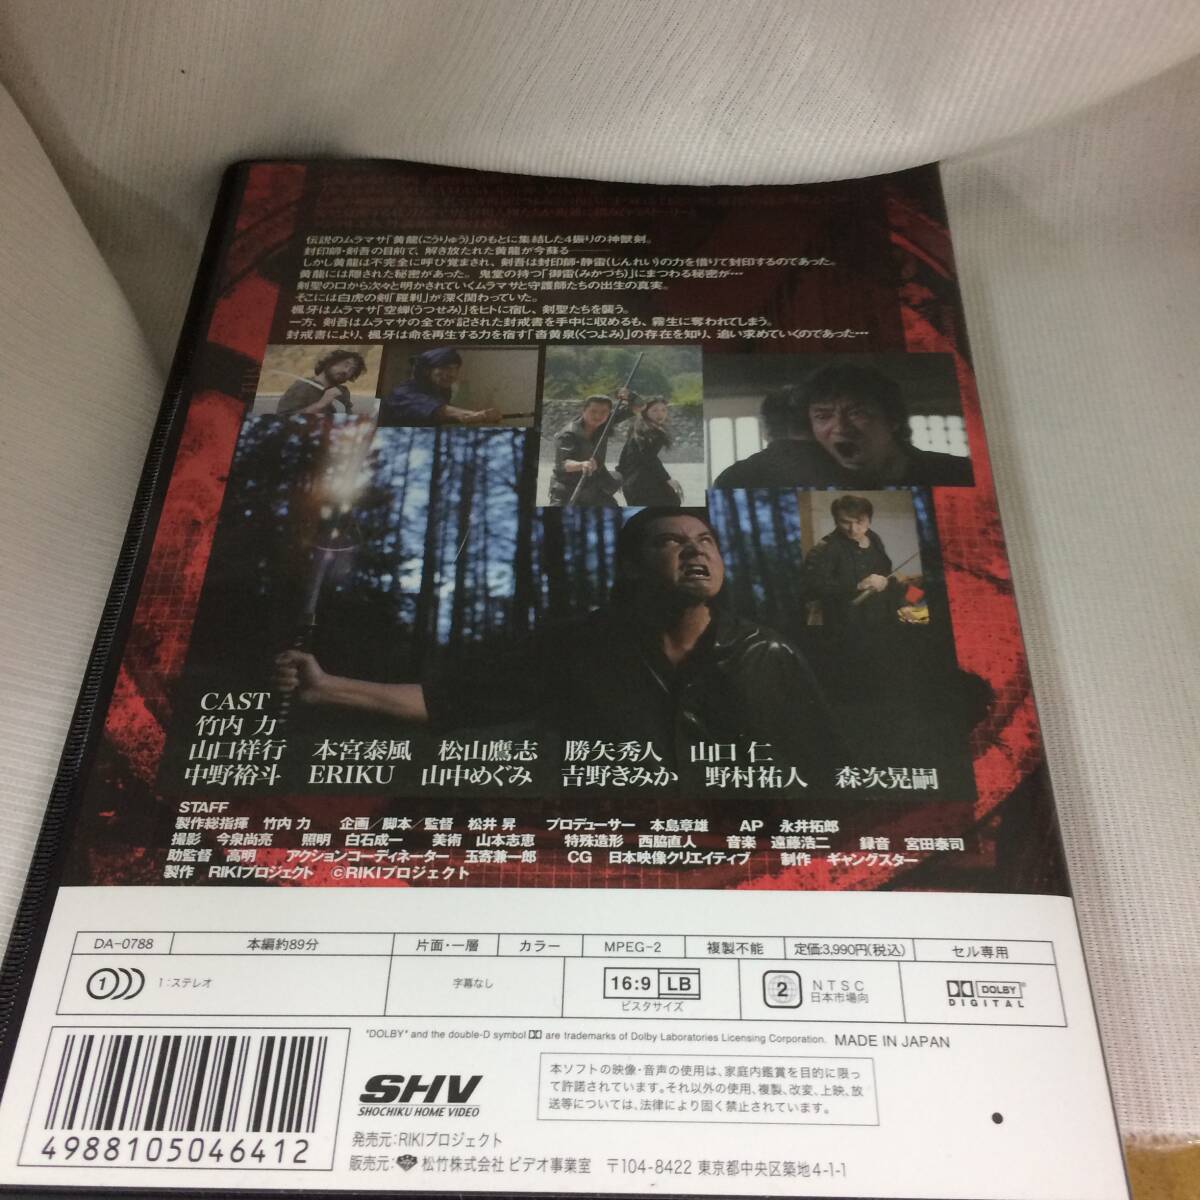 伝説のムラマサ「黄龍(こうりゅう)」のもとに集結した4振りの神獣剣。
封印師・剣吾の目前で、解き放たれた黄龍が今蘇る———
しかし黄龍は不完全に呼び覚まされ、剣吾は封印師・静雷(じんれい)の力を借りて封印するのであった。
黄龍には隠された秘密があった。鬼堂の持つ「御雷(みかづち)」にまつわる秘密が…
剣聖の口から次々と明かされていくムラマサと守護師たちの出生の真実。
そこには白虎の剣「羅刹」が深く関わっていた。
楓牙はムラマサ「空蝉(うつせみ)」をヒトに宿し、剣聖たちを襲う。
一方、剣吾はムラマサの全てが記された封戒書を手中に収めるも、霧生に奪われてしまう。
封戒書により、楓牙は命を再生する力を宿す「沓黄泉(くつよみ)」の存在を知り、追い求めていくのであった…
CAST
竹内 力
山口祥行 本宮泰風 松山鷹志 勝矢秀人 山口 仁
中野裕斗 ERIKU 山中めぐみ 吉野きみか 野村祐人 森次晃嗣
STAFF
製作総指揮 竹内 力 企画/脚本/監督 松井 昇 プロデューサー 本島章雄 AP 永井拓郎
撮影 今泉尚亮 照明 白石成一 美術 山本志恵 特殊造形 西脇直人 音楽 遠藤浩二 録音 宮田泰司
助監督 高明 アクションコーディネーター 玉寄兼一郎 CG 日本映像クリエイティブ 制作 ギャングスター
製作 RIKIプロジェクト ©RIKIプロジェクト
DA-0788 本編約89分 片面・一層 カラー MPEG-2 複製不能 定価:3,990円(税込) セル専用
1 1:ステレオ 字幕なし 16:9 LB ビスタサイズ 2 NTSC 日本市場向 DOLBY DIGITAL
"DOLBY" and the double-D symbol are trademarks of Dolby Laboratories Licensing Corporation. MADE IN JAPAN
4988105046412
SHV
SHOCHIKU HOME VIDEO
本ソフトの映像・音声の使用は、家庭内鑑賞を目的に限っ
て許諾されています。それ以外の使用、複製、改変、上映、放
送等については、法律により固く禁止されています。
発売元:RIKIプロジェクト
販売元: 松竹株式会社 ビデオ事業室 〒104-8422 東京都中央区築地4-1-1